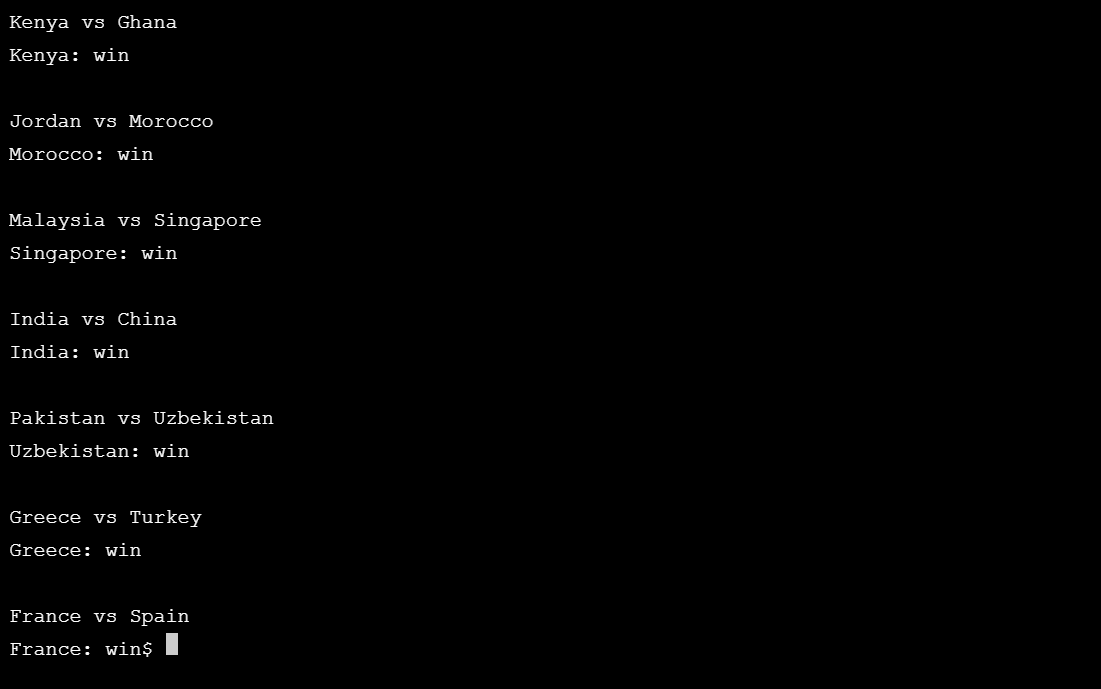 Kenya vs Ghana
Kenya: win
Jordan vs Morocco
Morocco: win
Malaysia vs Singapore
Singapore: win
India vs China
India: win
Pakistan vs Uzbekistan
Uzbekistan: win
Greece vs Turkey
Greece: win
France vs Spain
France: win$